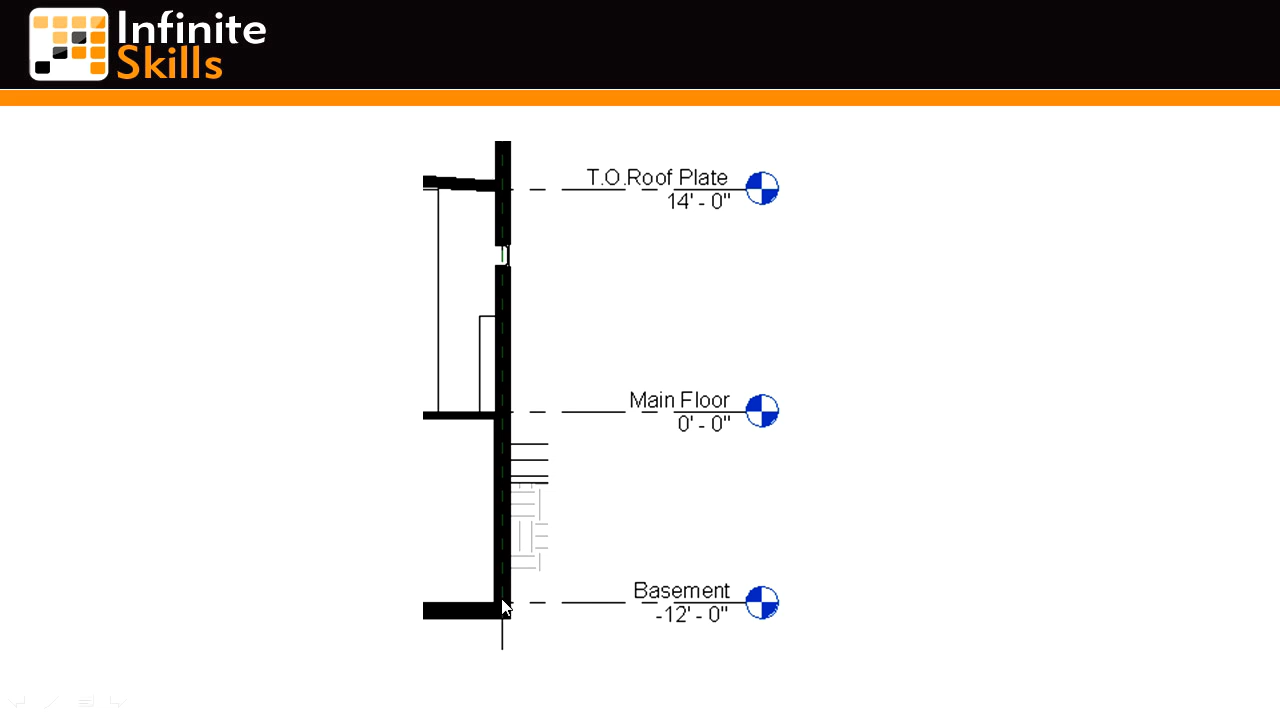 Infinite
Skills
T.O.Roof Plate
14' - 0"
Main Floor
0' - 0"
Basement
-12' - 0"